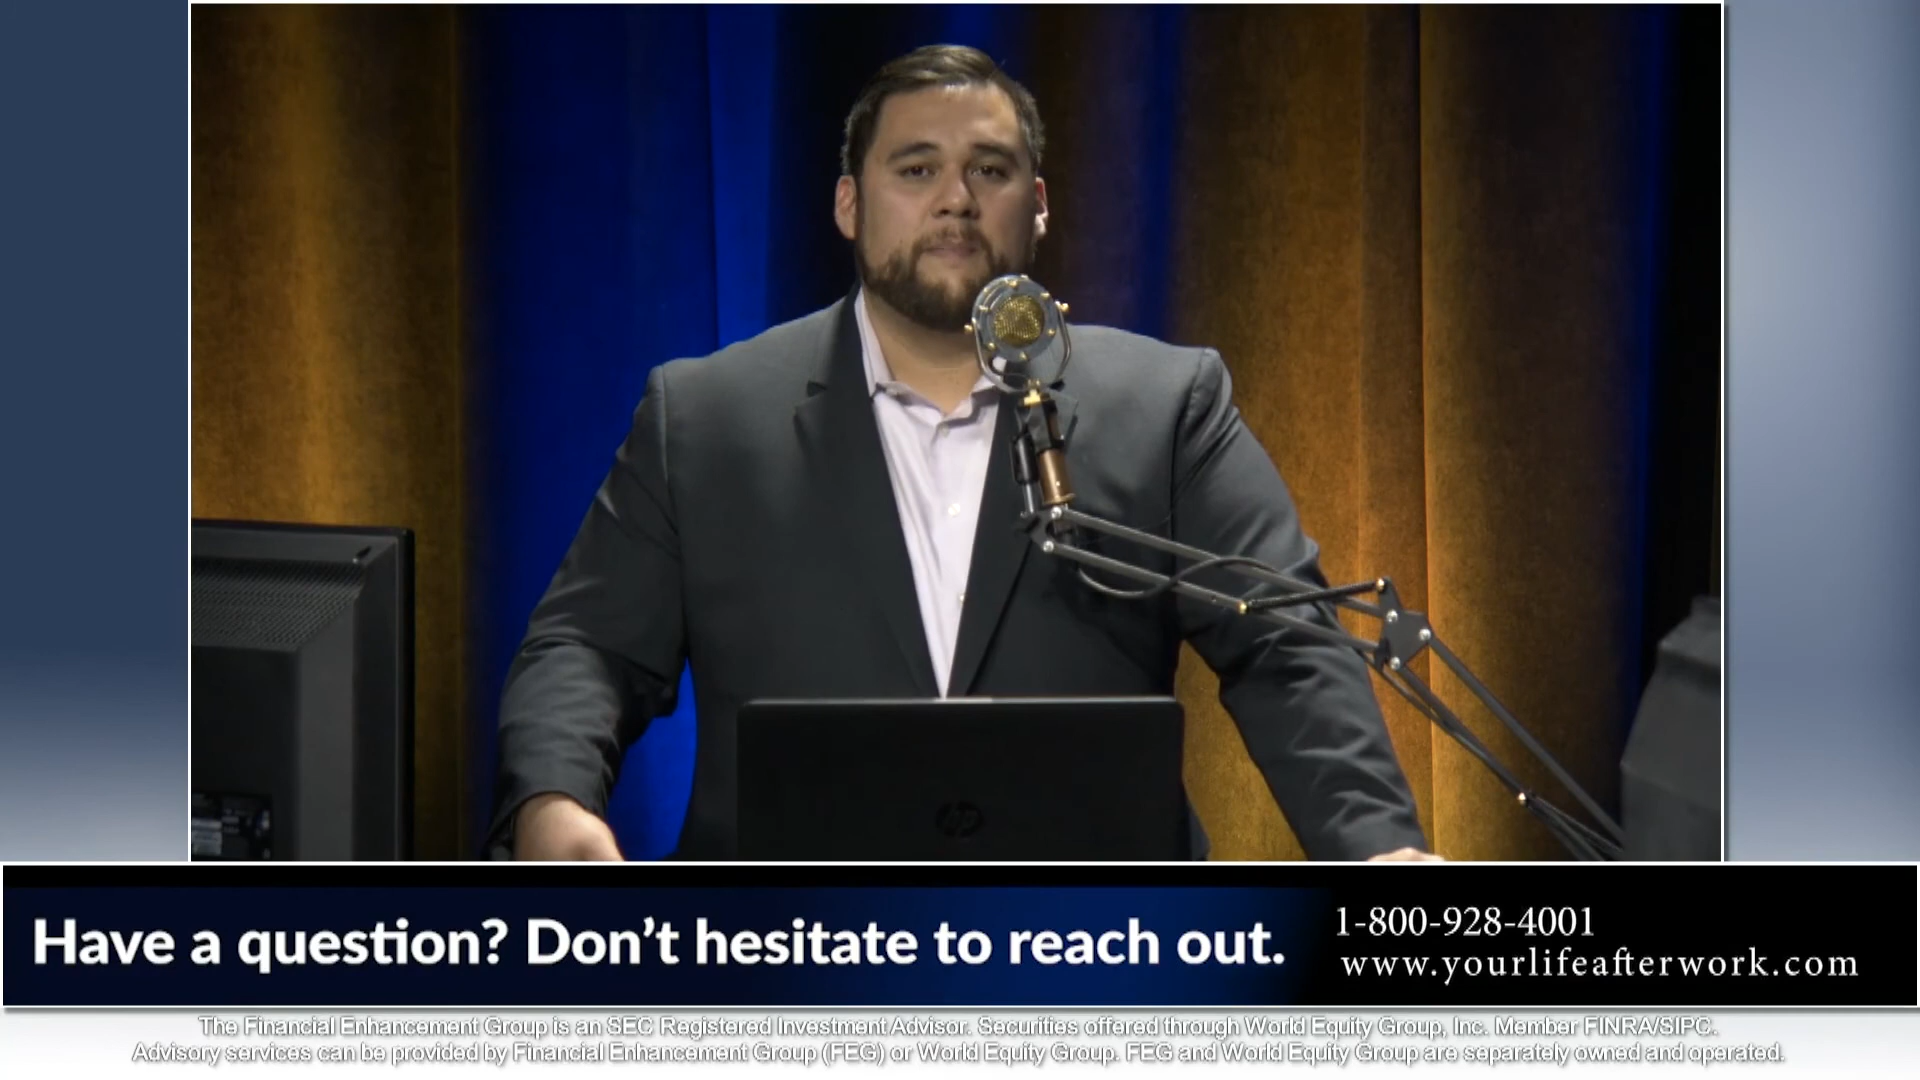 hp
Have a question? Don't hesitate to reach out.
1-800-928-4001
www.yourlifeafterwork.com
The Financial Enhancement Group is an SEC Registered Investment Advisor. Securities offered through World Equity Group, Inc. Member FINRA/SIPC.
Advisory services can be provided by Financial Enhancement Group (FEG) or World Equity Group. FEG and World Equity Group are separately owned and operated.